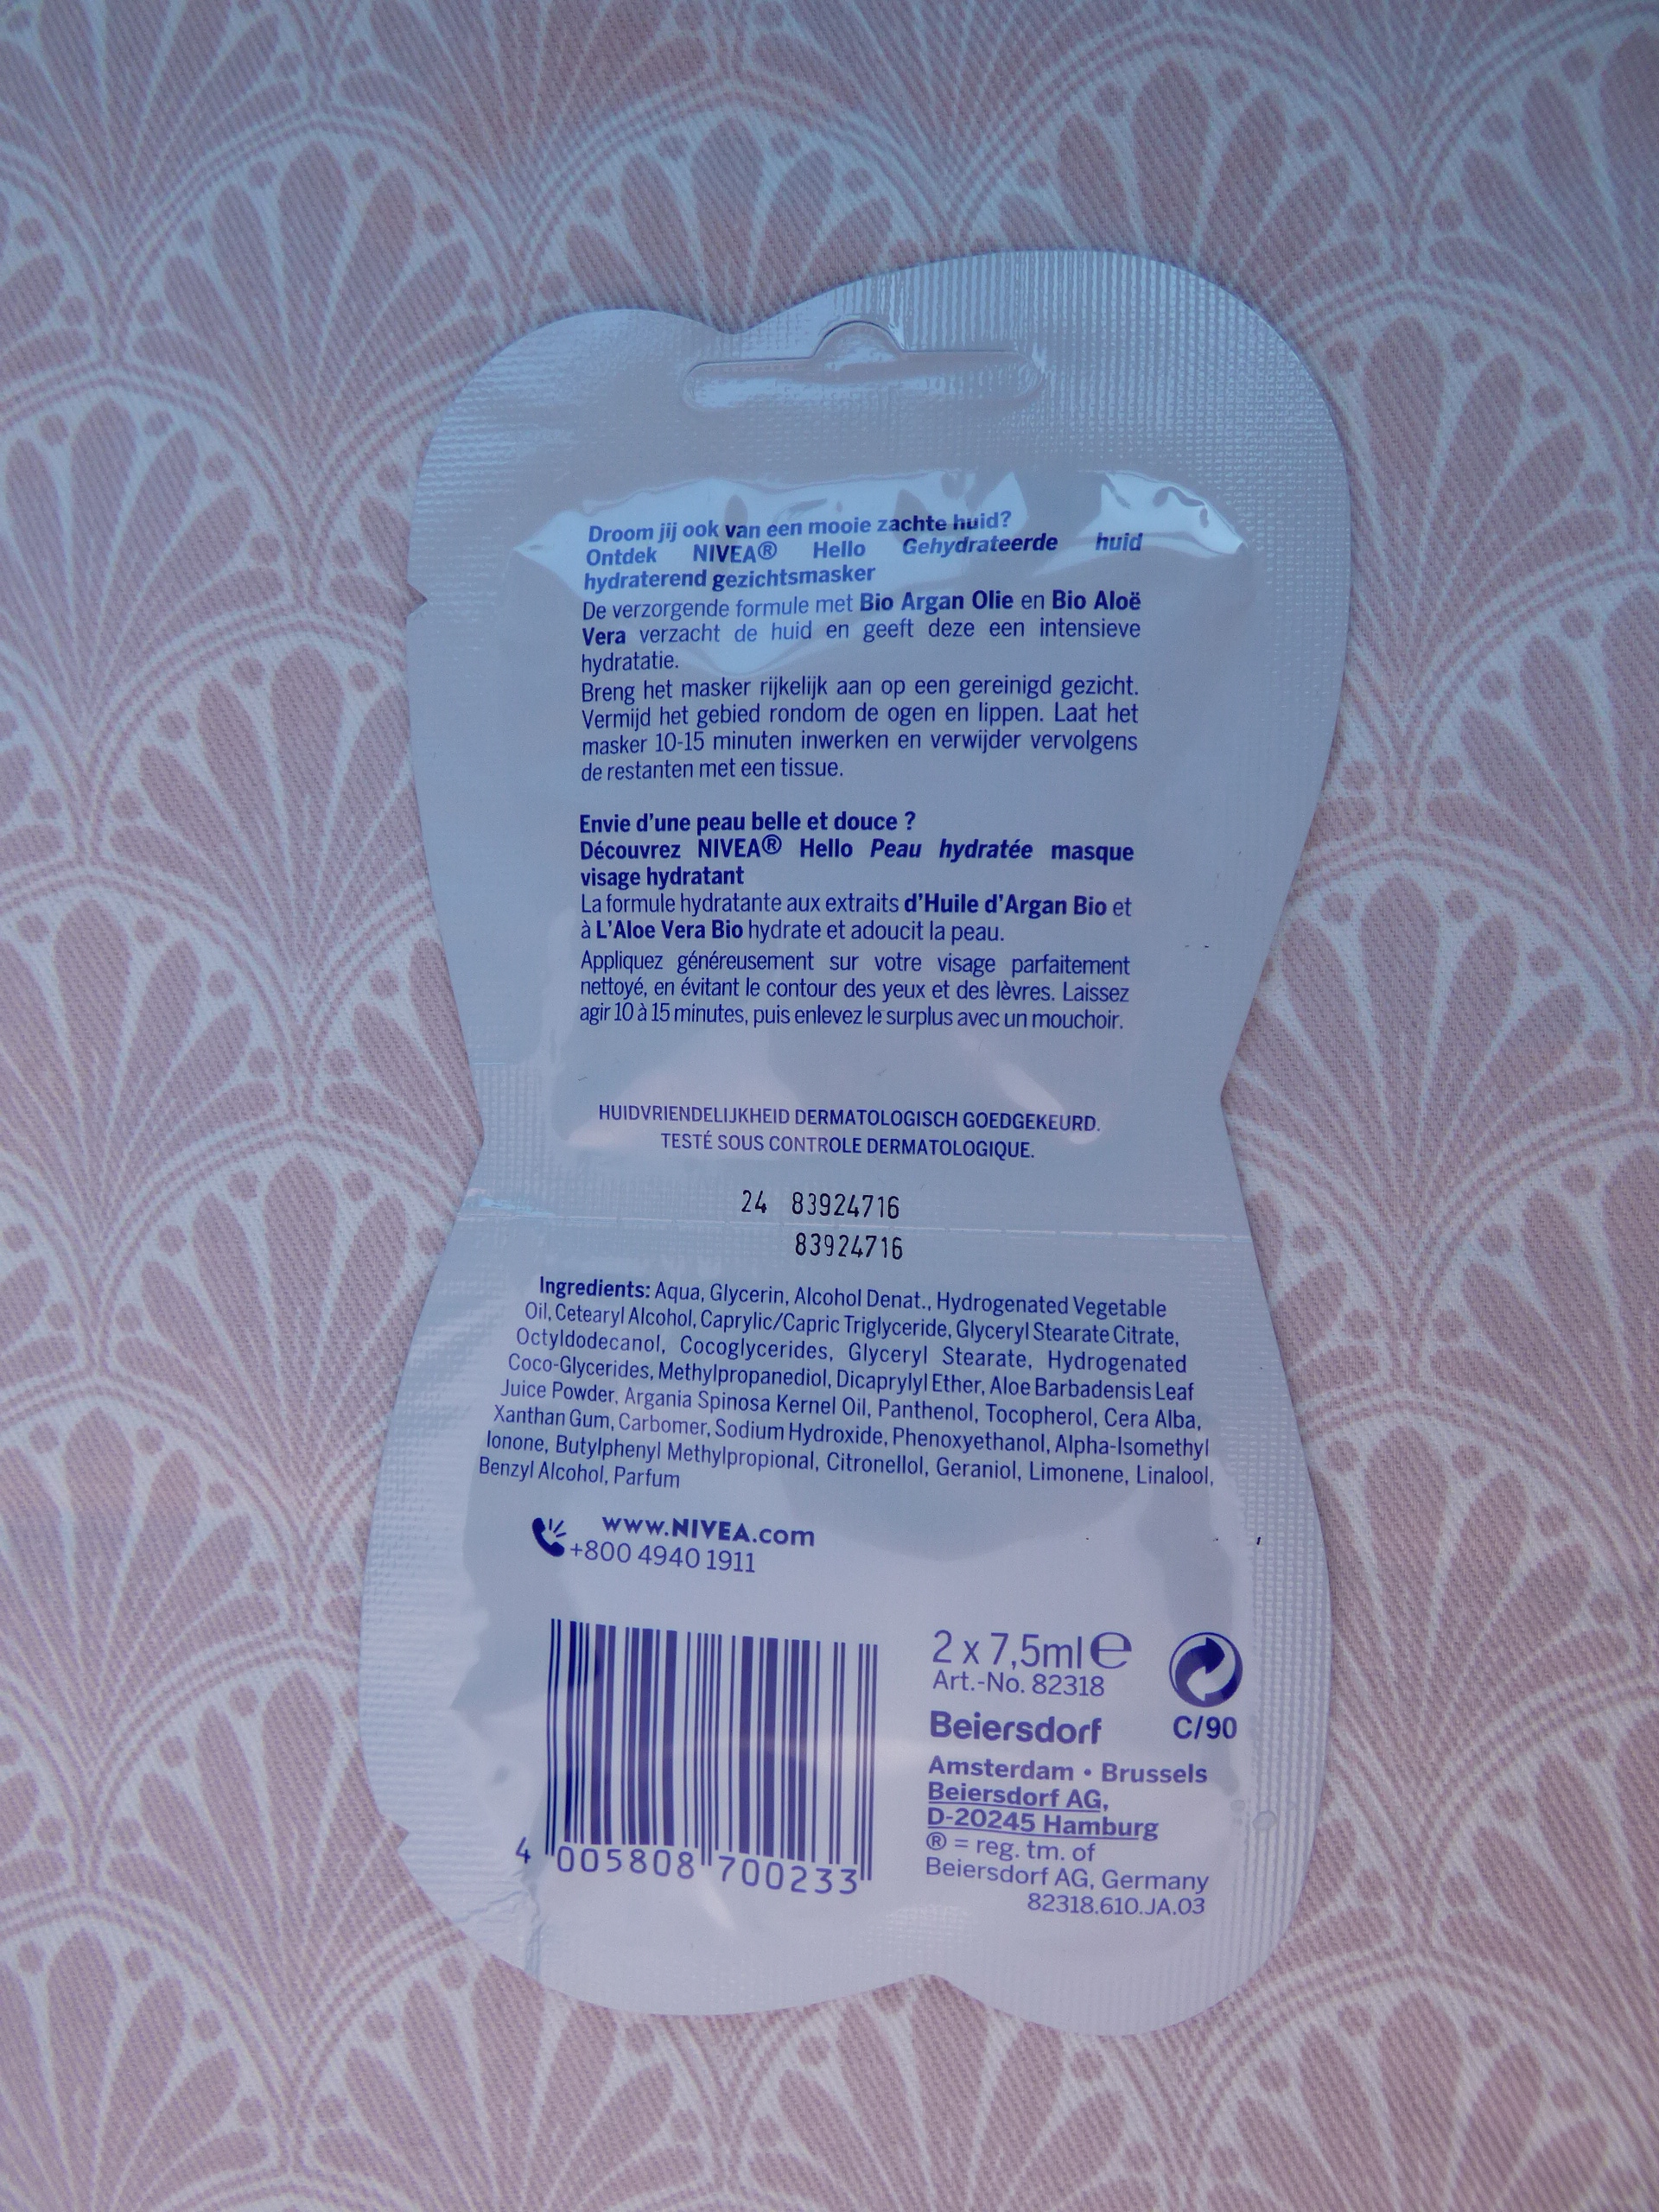 Droom jij ook van een mooie zachte huid?
Ontdek NIVEA® Hello Gehydrateerde huid
hydraterend gezichtsmasker
De verzorgende formule met Bio Argan Olie en Bio Aloë
Vera verzacht de huid en geeft deze een intensieve
hydratatie.
Breng het masker rijkelijk aan op een gereinigd gezicht.
Vermijd het gebied rondom de ogen en lippen. Laat het
masker 10-15 minuten inwerken en verwijder vervolgens
de restanten met een tissue.
Envie d'une peau belle et douce ?
Découvrez NIVEA® Hello Peau hydratée masque
visage hydratant
La formule hydratante aux extraits d'Huile d'Argan Bio et
à L'Aloe Vera Bio hydrate et adoucit la peau.
Appliquez généreusement sur votre visage parfaitement
nettoyé, en évitant le contour des yeux et des lèvres. Laissez
agir 10 à 15 minutes, puis enlevez le surplus avec un mouchoir.
HUIDVRIENDELIJKHEID DERMATOLOGISCH GOEDGEKEURD.
TESTÉ SOUS CONTROLE DERMATOLOGIQUE.
24 83924716
83924716
Ingredients: Aqua, Glycerin, Alcohol Denat., Hydrogenated Vegetable
Oil, Cetearyl Alcohol, Caprylic/Capric Triglyceride, Glyceryl Stearate Citrate,
Octyldodecanol, Cocoglycerides, Glyceryl Stearate, Hydrogenated
Coco-Glycerides, Methylpropanediol, Dicaprylyl Ether, Aloe Barbadensis Leaf
Juice Powder, Argania Spinosa Kernel Oil, Panthenol, Tocopherol, Cera Alba,
Xanthan Gum, Carbomer, Sodium Hydroxide, Phenoxyethanol, Alpha-Isomethyl
Ionone, Butylphenyl Methylpropional, Citronellol, Geraniol, Limonene, Linalool,
Benzyl Alcohol, Parfum
www.NIVEA.com
+800 4940 1911
2 x 7,5ml e
Art.-No. 82318
Beiersdorf
C/90
Amsterdam • Brussels
Beiersdorf AG,
D-20245 Hamburg
® = reg. tm. of
Beiersdorf AG, Germany
82318.610.JA.03
4 005808 700233